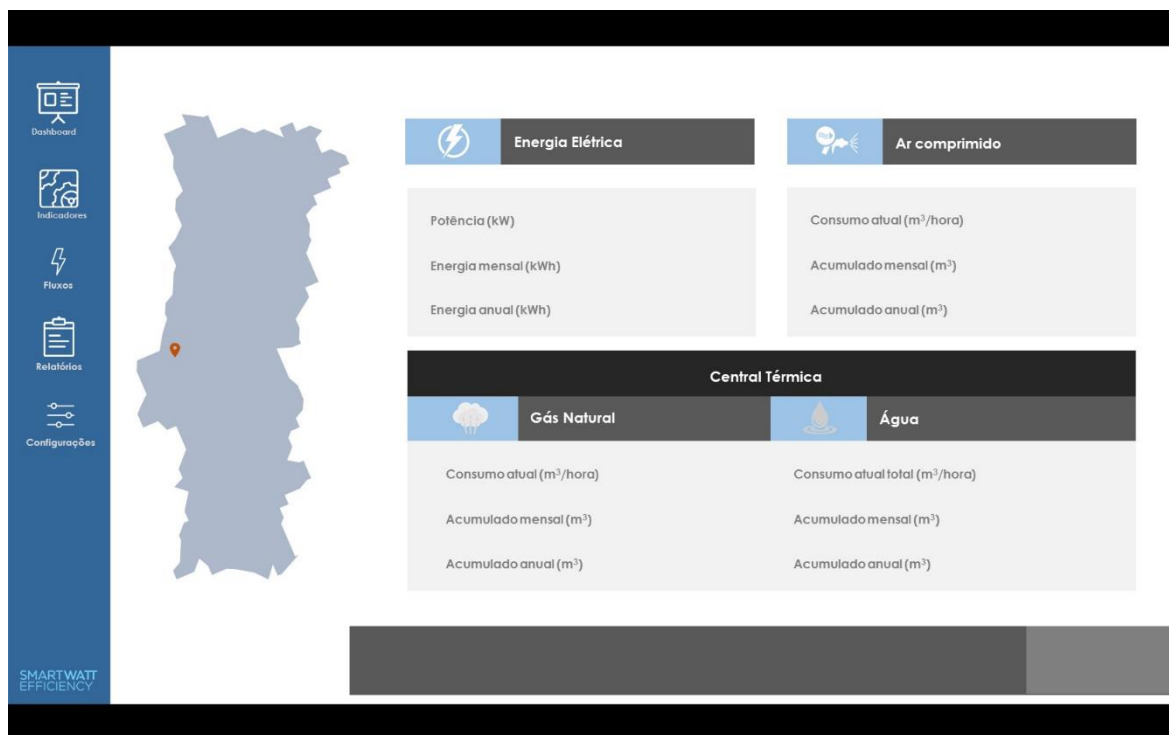 Dashboard
Indicadores
Fluxos
Relatórios
Configurações
SMARTWATT
EFFICIENCY
Energia Elétrica
Potência (kW)
Energia mensal (kWh)
Energia anual (kWh)
Ar comprimido
Consumo atual (m³/hora)
Acumulado mensal (m³)
Acumulado anual (m³)
Central Térmica
Gás Natural
Consumo atual (m³/hora)
Acumulado mensal (m³)
Acumulado anual (m³)
Água
Consumo atual total (m³/hora)
Acumulado mensal (m³)
Acumulado anual (m³)